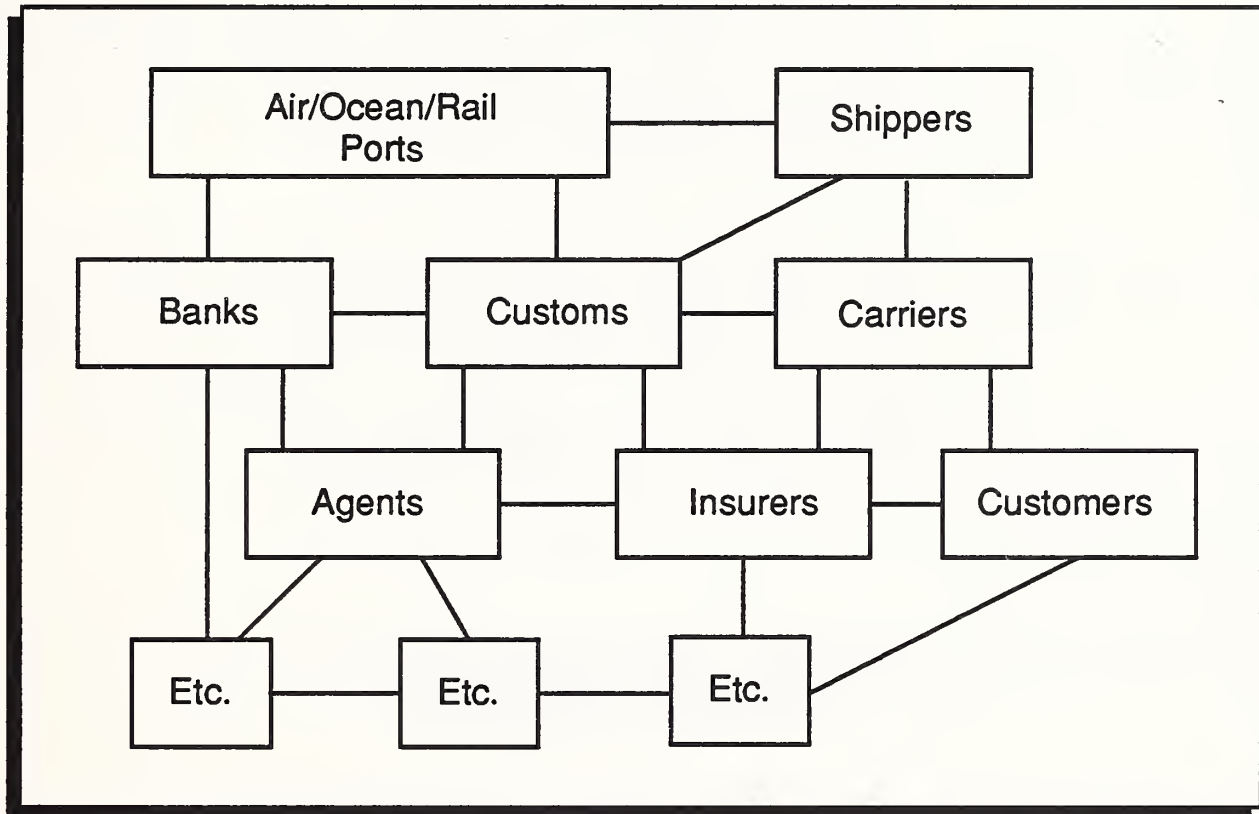 Air/Ocean/Rail
Ports
Shippers
Banks
Customs
Carriers
Agents
Insurers
Customers
Etc.
Etc.
Etc.